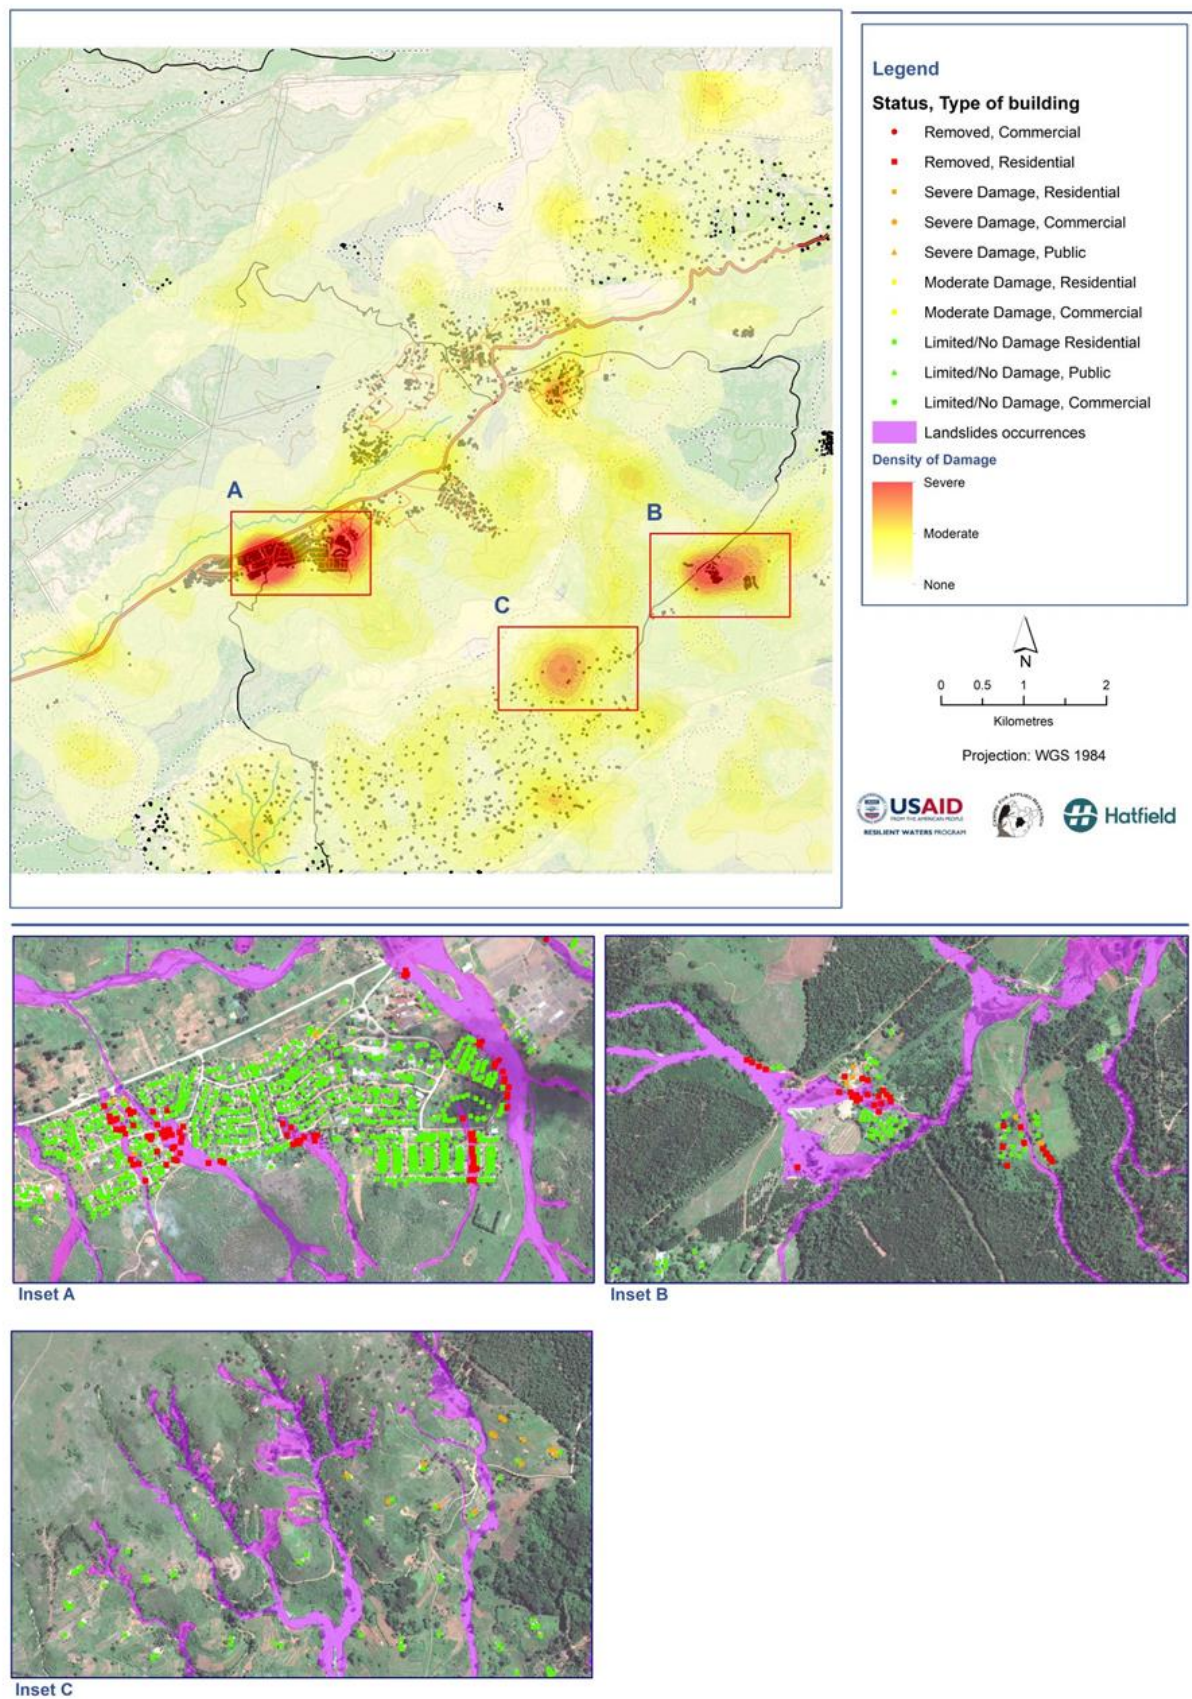 A
B
C
Legend
Status, Type of building
Removed, Commercial
Removed, Residential
Severe Damage, Residential
Severe Damage, Commercial
Severe Damage, Public
Moderate Damage, Residential
Moderate Damage, Commercial
Limited/No Damage Residential
Limited/No Damage, Public
Limited/No Damage, Commercial
Landslides occurrences
Density of Damage
Severe
Moderate
None
N
0 0.5 1 2
Kilometres
Projection: WGS 1984
USAID
FROM THE AMERICAN PEOPLE
RESILIENT WATERS PROGRAM
Hatfield
Inset A
Inset B
Inset C